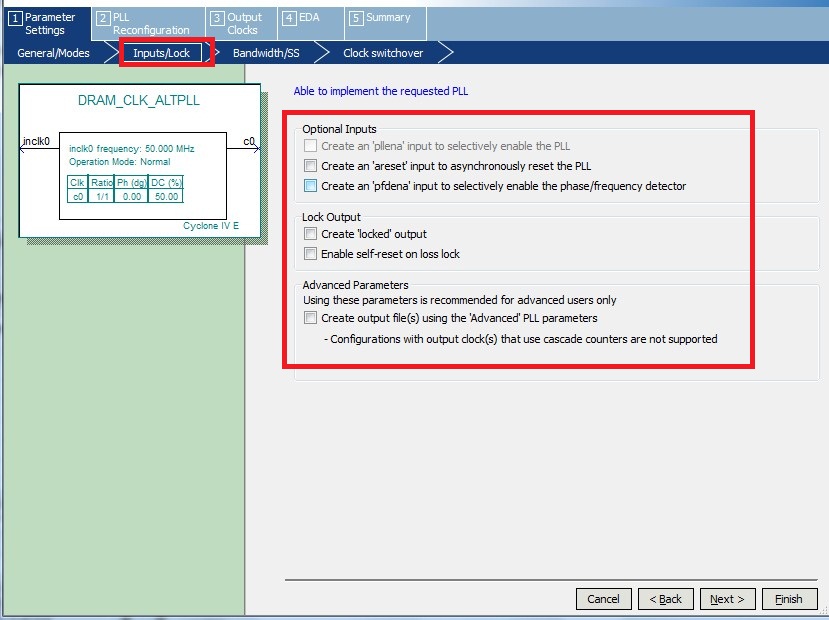 1 Parameter Settings
2 PLL Reconfiguration
3 Output Clocks
4 EDA
5 Summary
General/Modes
Inputs/Lock
Bandwidth/SS
Clock switchover
DRAM_CLK_ALTPLL
inclk0
c0
inclk0 frequency: 50.000 MHz
Operation Mode: Normal
Clk Ratio Ph (dg) DC (%)
c0 1/1 0.00 50.00
Cyclone IV E
Able to implement the requested PLL
Optional Inputs
Create an 'pllena' input to selectively enable the PLL
Create an 'areset' input to asynchronously reset the PLL
Create an 'pfdena' input to selectively enable the phase/frequency detector
Lock Output
Create 'locked' output
Enable self-reset on loss lock
Advanced Parameters
Using these parameters is recommended for advanced users only
Create output file(s) using the 'Advanced' PLL parameters
- Configurations with output clock(s) that use cascade counters are not supported
Cancel
< Back
Next >
Finish